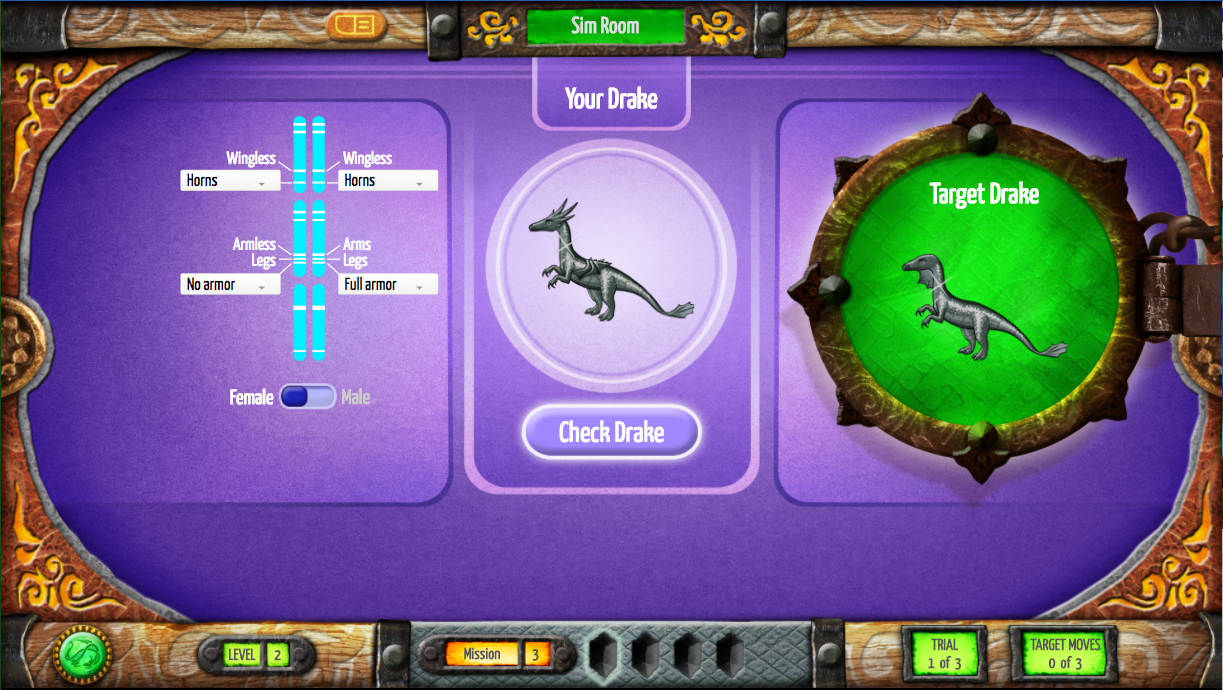 Sim Room
Your Drake
Wingless
Wingless
Horns
Horns
Armless
Arms
Legs
Legs
No armor
Full armor
Female
Male
Check Drake
Target Drake
LEVEL 2
Mission 3
TRIAL
1 of 3
TARGET MOVES
0 of 3